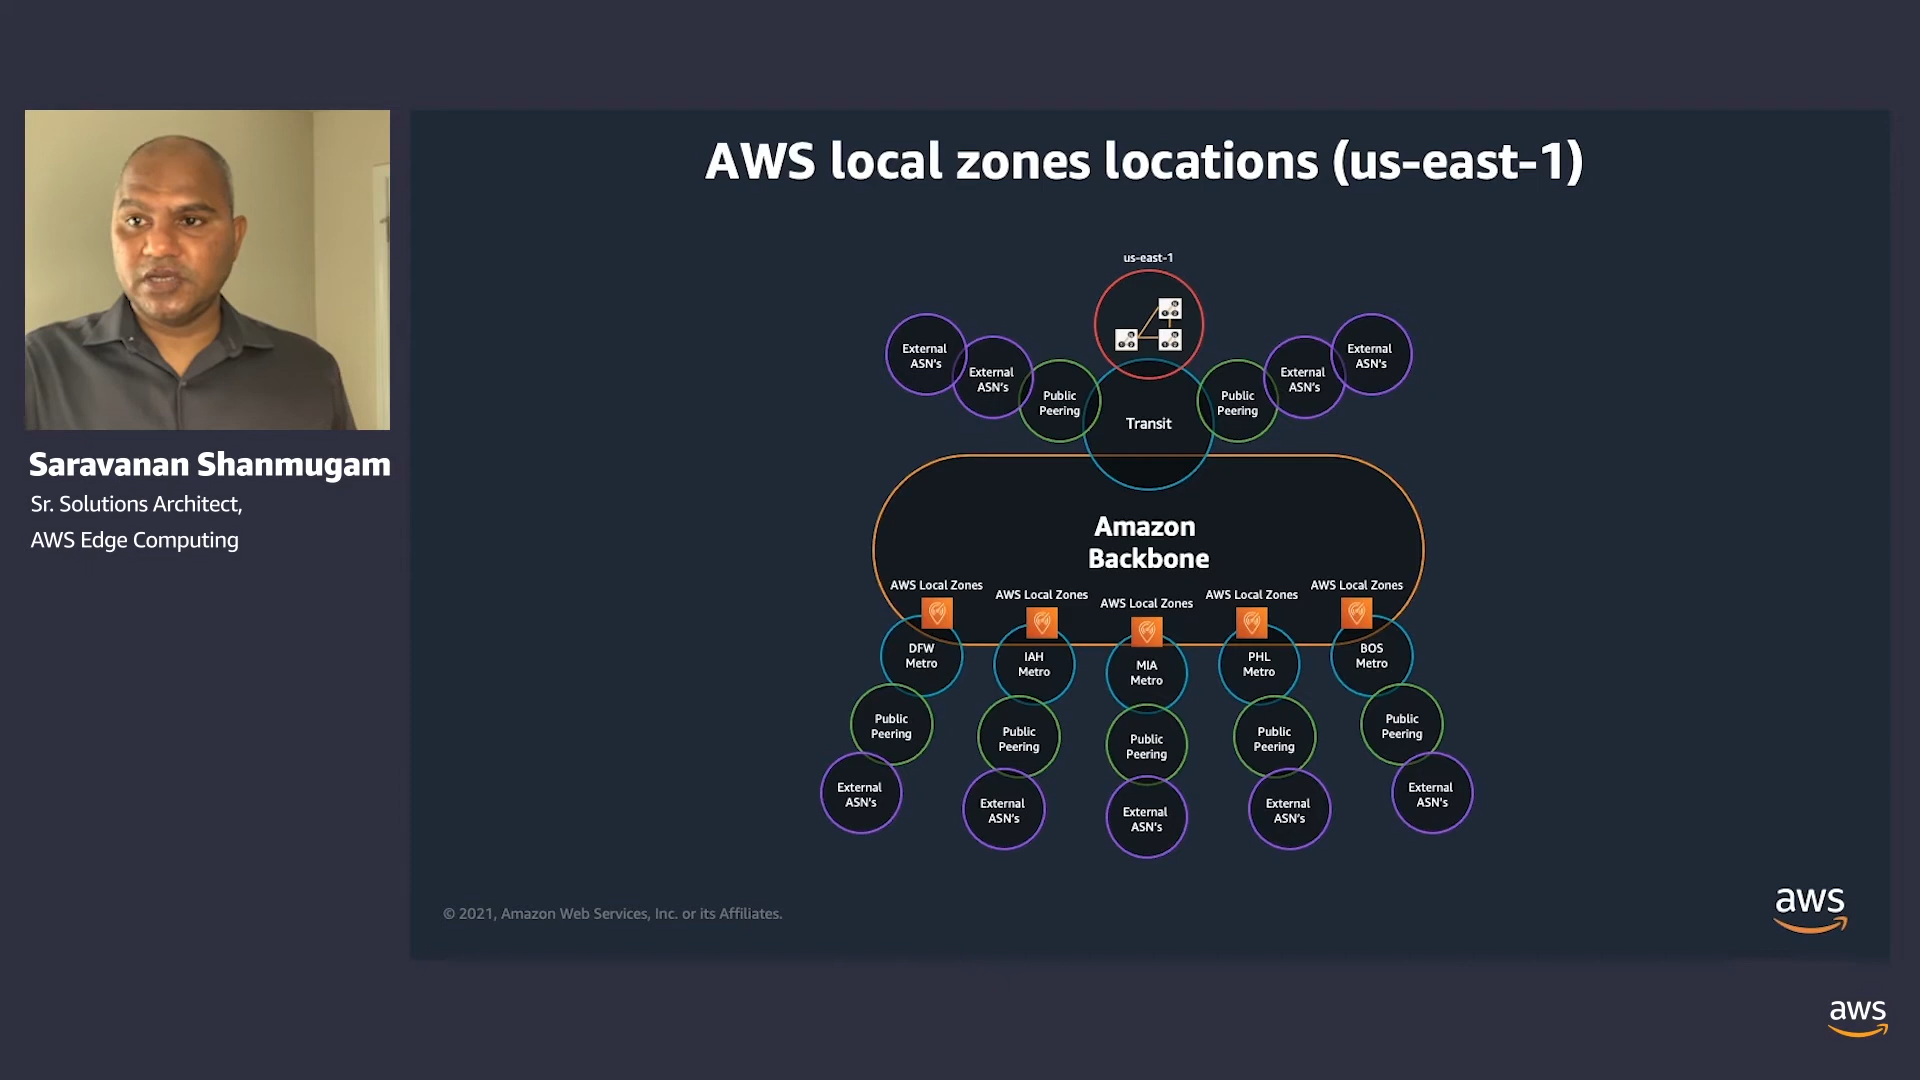 AWS local zones locations (us-east-1)
us-east-1
External
ASN's
External
ASN's
Public
Peering
Transit
Public
Peering
External
ASN's
External
ASN's
Saravanan Shanmugam
Sr. Solutions Architect,
AWS Edge Computing
Amazon
Backbone
AWS Local Zones
AWS Local Zones
AWS Local Zones
AWS Local Zones
AWS Local Zones
DFW
Metro
IAH
Metro
MIA
Metro
PHL
Metro
BOS
Metro
Public
Peering
Public
Peering
Public
Peering
Public
Peering
Public
Peering
External
ASN's
External
ASN's
External
ASN's
External
ASN's
External
ASN's
© 2021, Amazon Web Services, Inc. or its Affiliates.
aws
aws